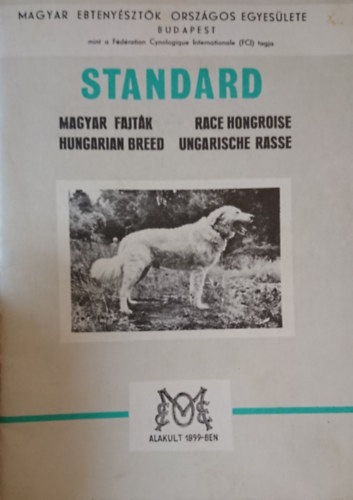 MAGYAR EBTENYÉSZTŐK ORSZÁGOS EGYESÜLETE
BUDAPEST
mint a Fédération Cynologique Internationale (FCI) tagja
STANDARD
MAGYAR FAJTÁK RACE HONGROISE
HUNGARIAN BREED UNGARISCHE RASSE
MEOE
ALAKULT 1899-BEN